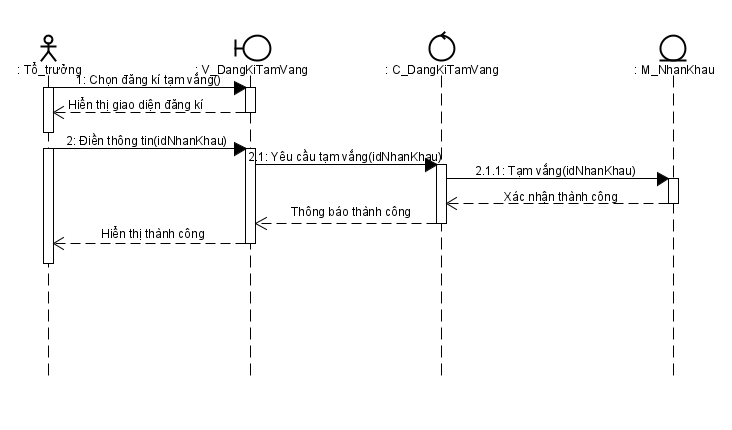 : Tổ_trưởng
: V_DangKiTamVang
: C_DangKiTamVang
: M_NhanKhau
1: Chọn đăng kí tạm vắng()
Hiển thị giao diện đăng kí
2: Điền thông tin(idNhanKhau)
2.1: Yêu cầu tạm vắng(idNhanKhau)
2.1.1: Tạm vắng(idNhanKhau)
Xác nhận thành công
Thông báo thành công
Hiển thị thành công